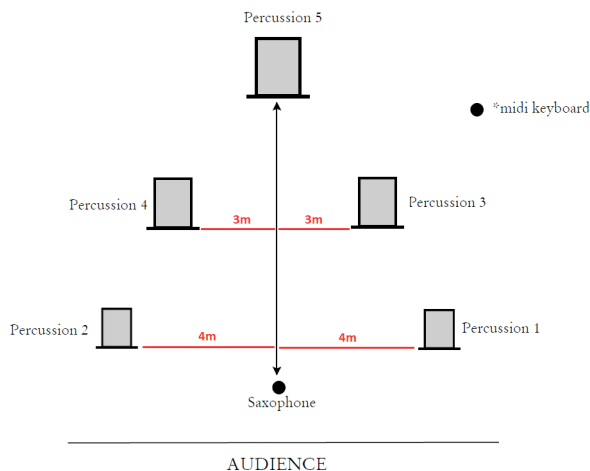 Percussion 5
*midi keyboard
Percussion 4
Percussion 3
3m 3m
Percussion 2
Percussion 1
4m 4m
Saxophone
AUDIENCE